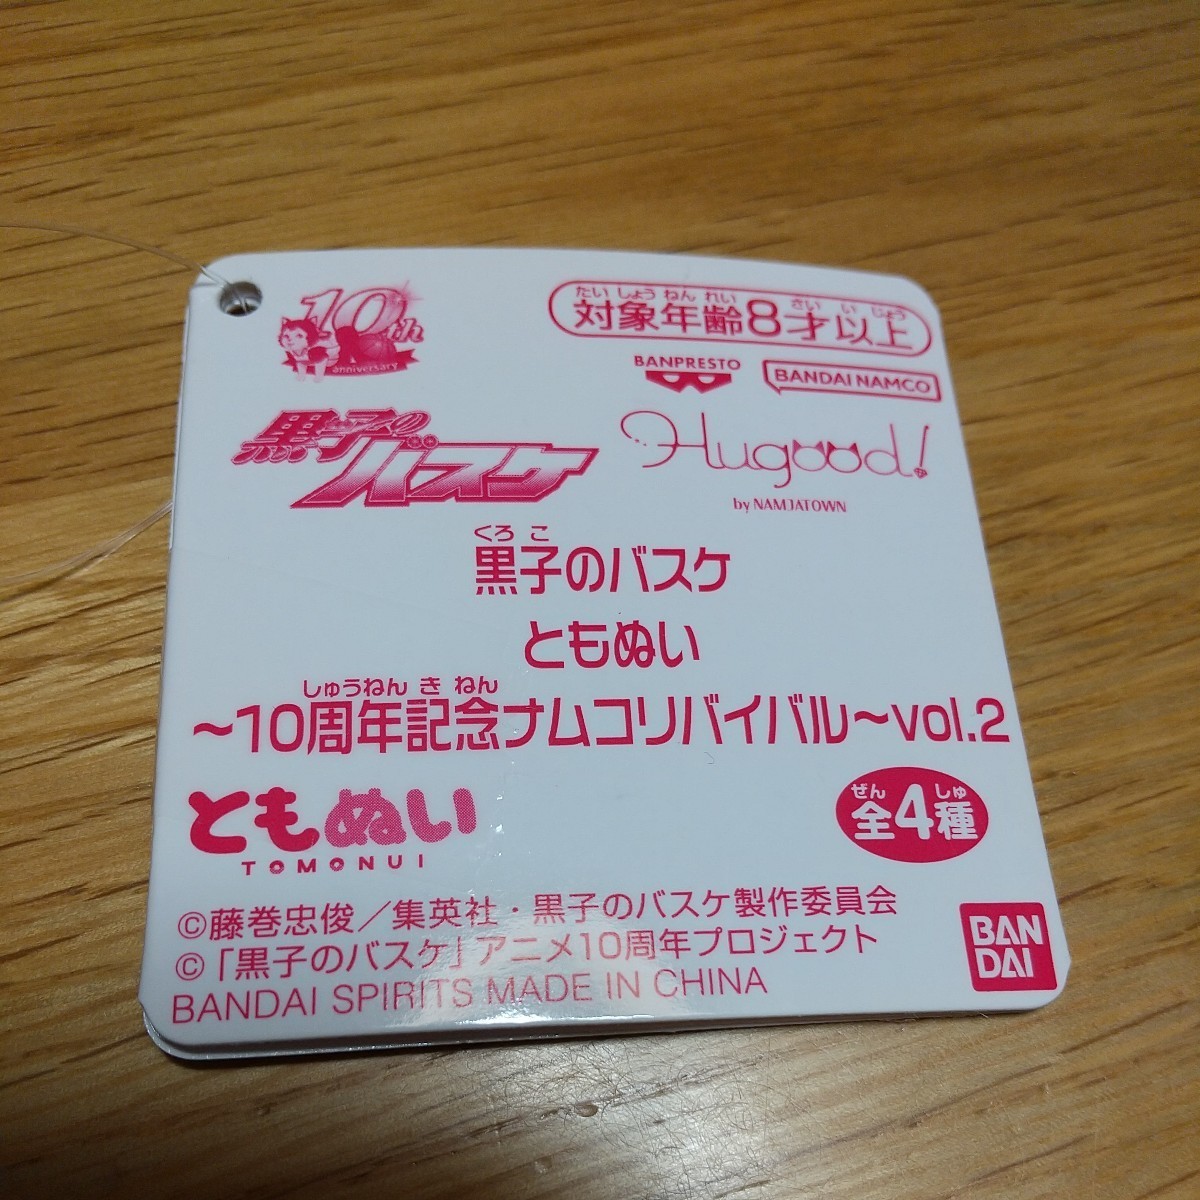 10th
anniversary
たいしょうねんれい さいいじょう
対象年齢8才以上
BANPRESTO
BANDAI NAMCO
黒子の
バスケ
Hugood!
by NAMJATOWN
くろこ
黒子のバスケ
ともぬい
しゅうねんきねん
～10周年記念ナムコリバイバル～vol.2
ともぬい
TOMONUI
ぜん しゅ
全4種
©藤巻忠俊／集英社・黒子のバスケ製作委員会
©「黒子のバスケ」アニメ10周年プロジェクト
BANDAI SPIRITS MADE IN CHINA
BAN
DAI